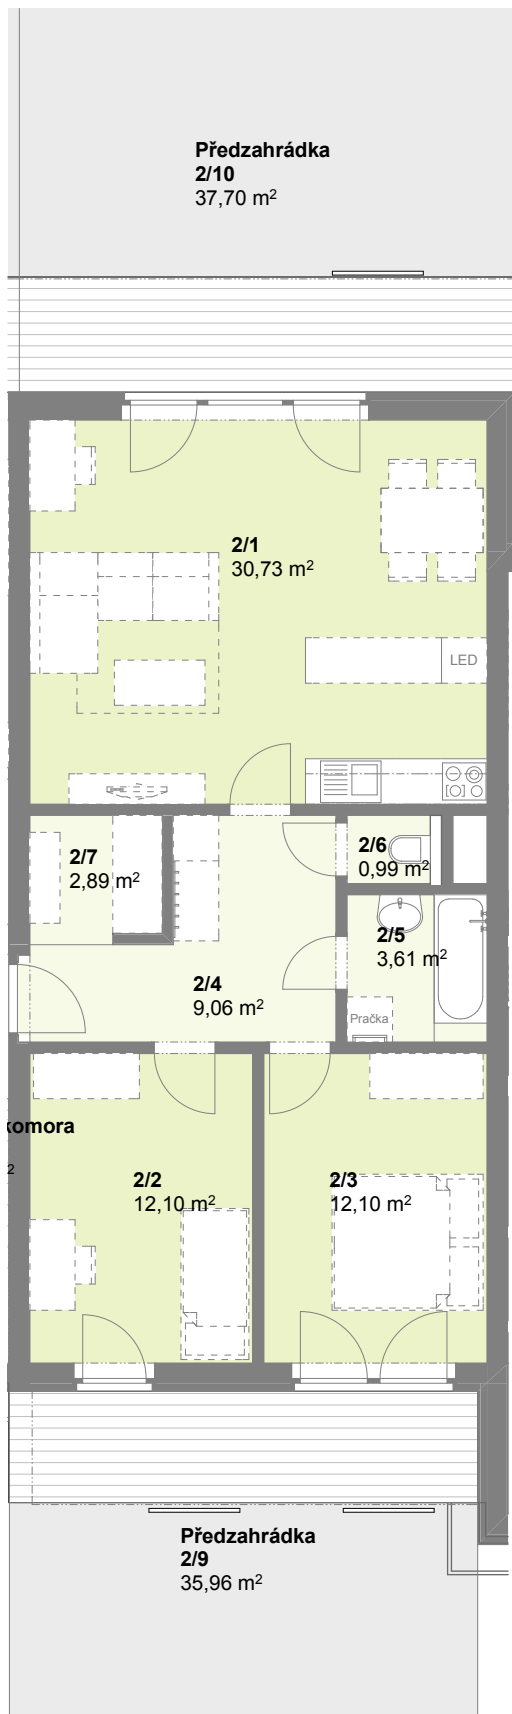 Předzahrádka
2/10
37,70 m²
2/1
30,73 m²
LED
2/7
2,89 m²
2/6
0,99 m²
2/5
3,61 m²
2/4
9,06 m²
Pračka
komora
2
2/2
12,10 m²
2/3
12,10 m²
Předzahrádka
2/9
35,96 m²